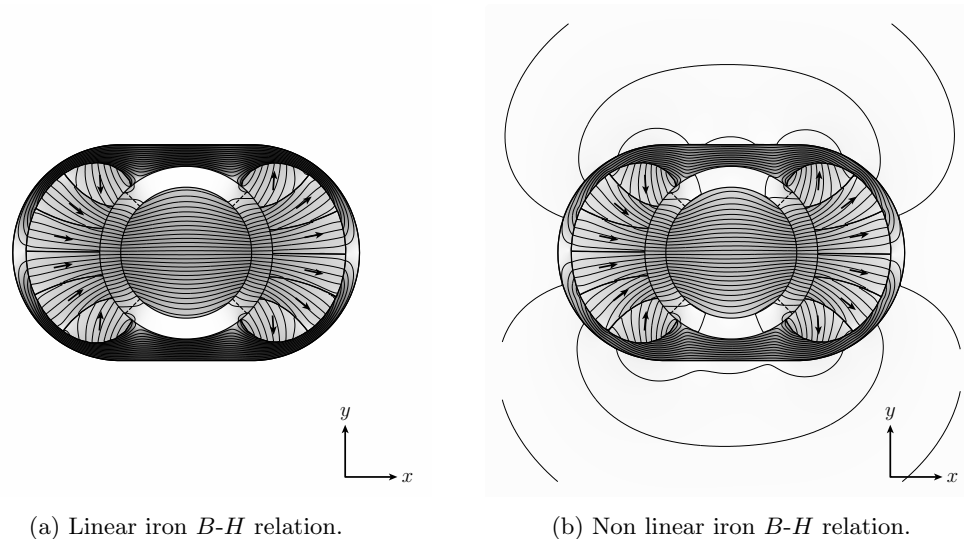 y
x
y
x
(a) Linear iron B-H relation.
(b) Non linear iron B-H relation.